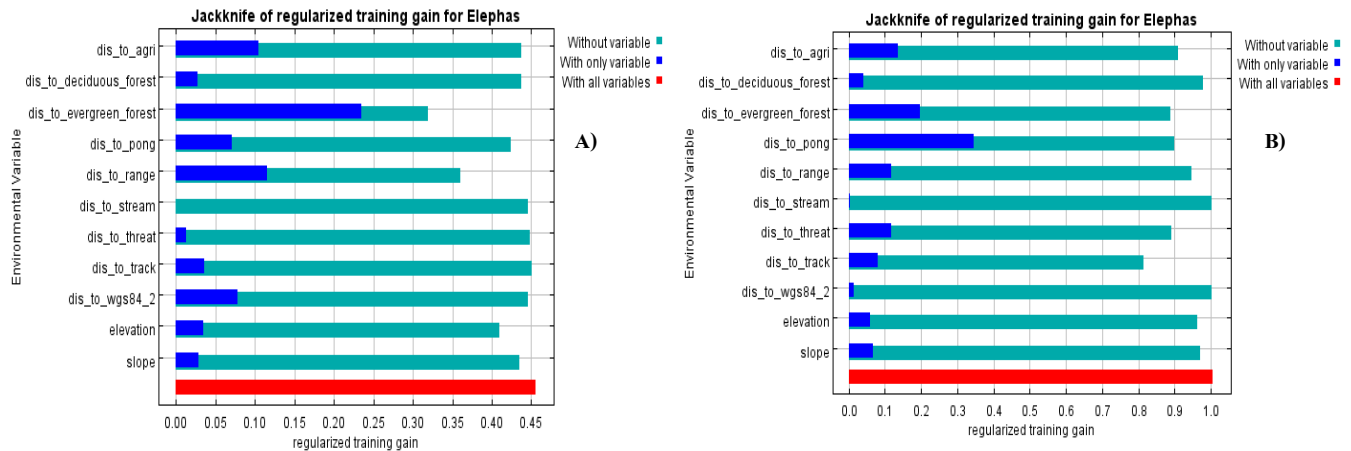 Jackknife of regularized training gain for Elephas
Environmental Variable
dis_to_agri
dis_to_deciduous_forest
dis_to_evergreen_forest
dis_to_pong
dis_to_range
dis_to_stream
dis_to_threat
dis_to_track
dis_to_wgs84_2
elevation
slope
0.00 0.05 0.10 0.15 0.20 0.25 0.30 0.35 0.40 0.45
regularized training gain
Without variable
With only variable
With all variables
A)
Jackknife of regularized training gain for Elephas
Environmental Variable
dis_to_agri
dis_to_deciduous_forest
dis_to_evergreen_forest
dis_to_pong
dis_to_range
dis_to_stream
dis_to_threat
dis_to_track
dis_to_wgs84_2
elevation
slope
0.0 0.1 0.2 0.3 0.4 0.5 0.6 0.7 0.8 0.9 1.0
regularized training gain
Without variable
With only variable
With all variables
B)